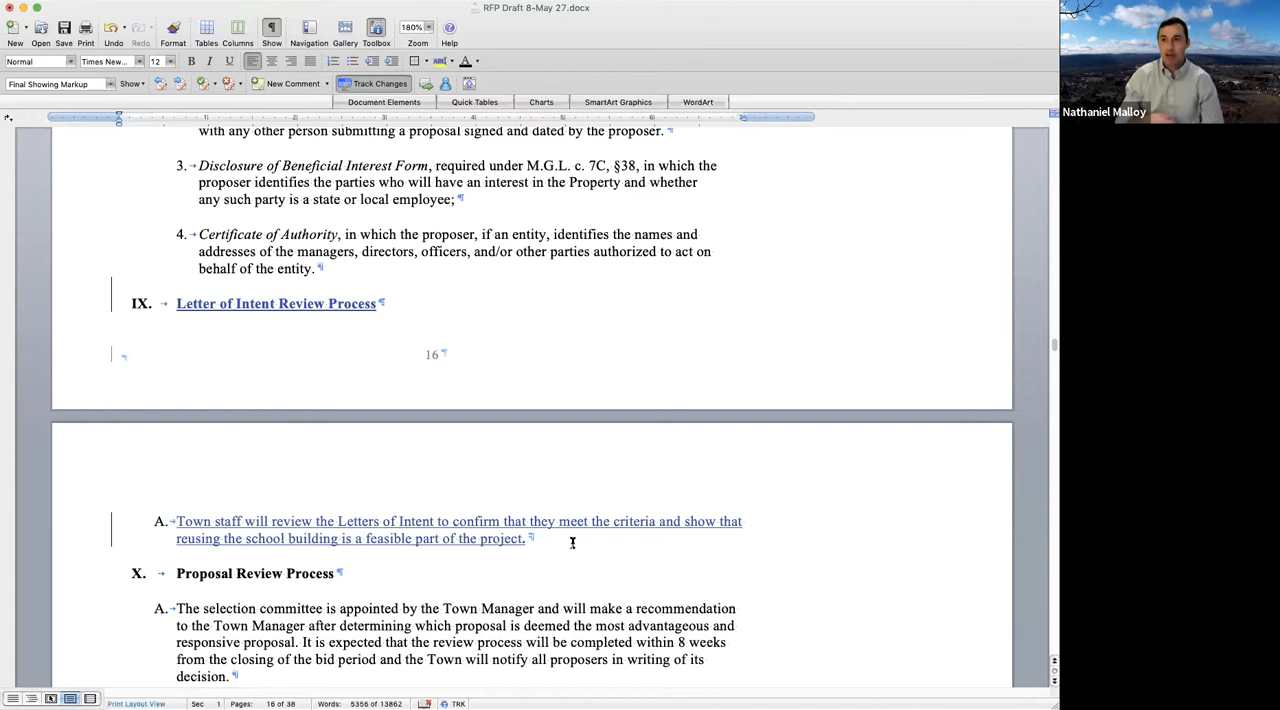 RFP Draft 8-May 27.docx
180%
New Open Save Print Undo Redo Format Tables Columns Show Navigation Gallery Toolbox Zoom Help
Normal Times New... 12 B I U
Final Showing Markup Show New Comment Track Changes
Document Elements Quick Tables Charts SmartArt Graphics WordArt
1 2 3 4 5 6 7
with any other person submitting a proposal signed and dated by the proposer.
3. Disclosure of Beneficial Interest Form, required under M.G.L. c. 7C, §38, in which the
proposer identifies the parties who will have an interest in the Property and whether
any such party is a state or local employee;
4. Certificate of Authority, in which the proposer, if an entity, identifies the names and
addresses of the managers, directors, officers, and/or other parties authorized to act on
behalf of the entity.
IX. Letter of Intent Review Process
16
A. Town staff will review the Letters of Intent to confirm that they meet the criteria and show that
reusing the school building is a feasible part of the project.
X. Proposal Review Process
A. The selection committee is appointed by the Town Manager and will make a recommendation
to the Town Manager after determining which proposal is deemed the most advantageous and
responsive proposal. It is expected that the review process will be completed within 8 weeks
from the closing of the bid period and the Town will notify all proposers in writing of its
decision.
Print Layout View Sec 1 Pages: 16 of 38 Words: 5356 of 13862 TRK
Nathaniel Malloy